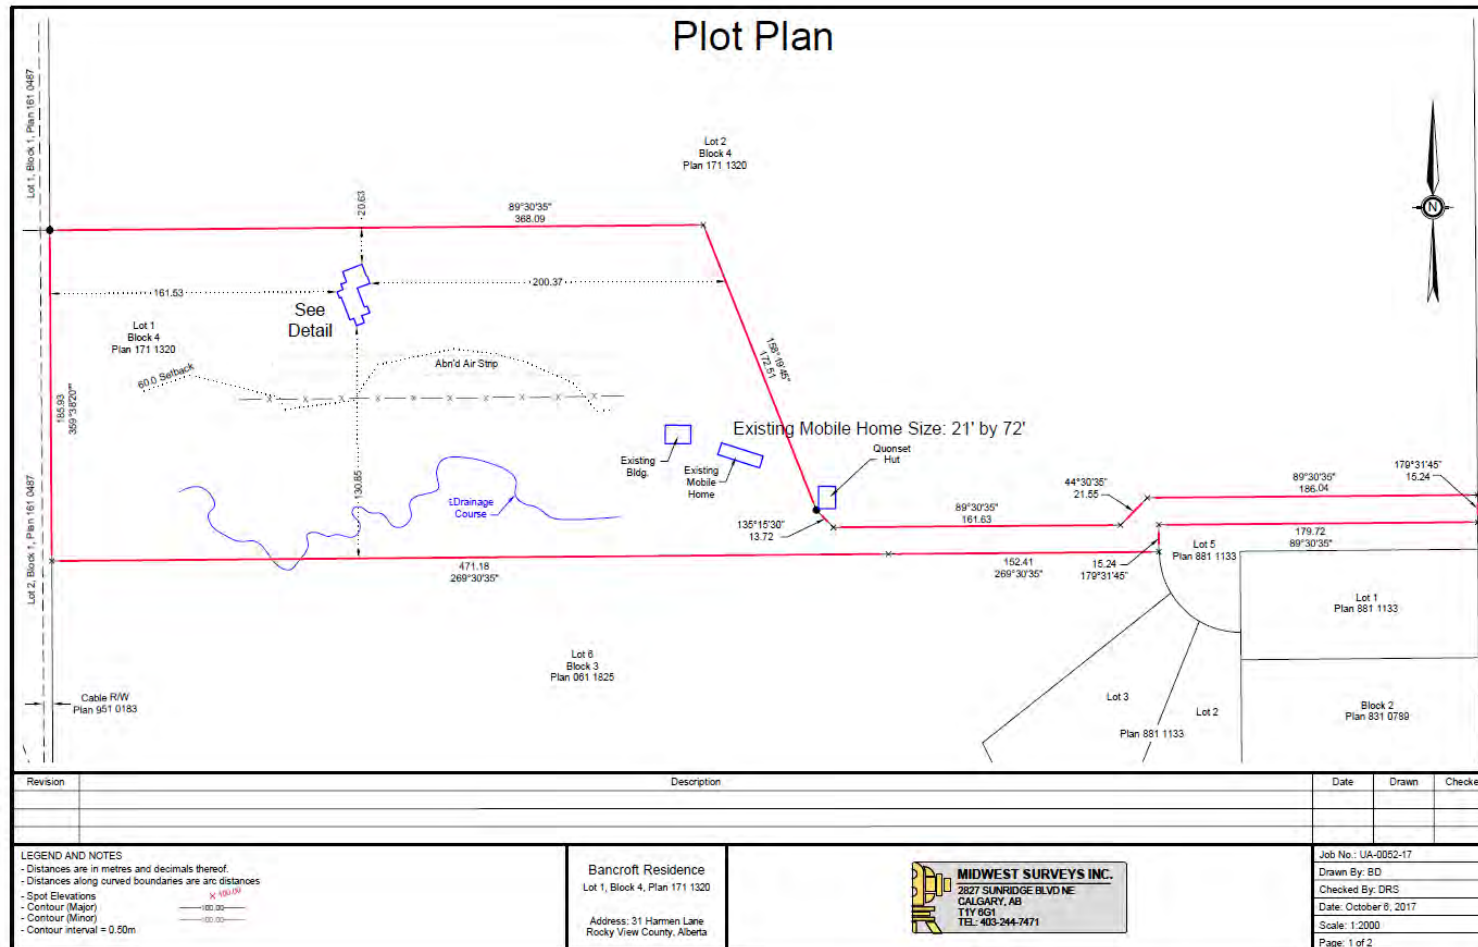 Plot Plan
Lot 1, Block 1, Plan 161 0487
Lot 2
Block 4
Plan 171 1320
20.63
89°30'35"
368.09
N
161.53
200.37
See
Detail
Lot 1
Block 4
Plan 171 1320
158°19'45"
172.51
Abn'd Air Strip
60.0 Setback
185.93
359°38'20"
Existing Mobile Home Size: 21' by 72'
Existing
Bldg.
Existing
Mobile
Home
Quonset
Hut
130.85
Drainage
Course
135°15'30"
13.72
89°30'35"
161.63
44°30'35"
21.55
89°30'35"
186.04
179°31'45"
15.24
179.72
89°30'35"
Lot 5
Plan 881 1133
15.24
179°31'45"
152.41
269°30'35"
471.18
269°30'35"
Lot 2, Block 1, Plan 161 0487
Lot 1
Plan 881 1133
Lot 6
Block 3
Plan 061 1825
Cable R/W
Plan 951 0183
Lot 3
Lot 2
Plan 881 1133
Block 2
Plan 831 0789
Revision Description Date Drawn Checke
LEGEND AND NOTES
- Distances are in metres and decimals thereof.
- Distances along curved boundaries are arc distances
- Spot Elevations x 100.00
- Contour (Major) 100.00
- Contour (Minor) 100.00
- Contour interval = 0.50m
Bancroft Residence
Lot 1, Block 4, Plan 171 1320
Address: 31 Harmen Lane
Rocky View County, Alberta
MIDWEST SURVEYS INC.
2827 SUNRIDGE BLVD NE
CALGARY, AB
T1Y 6G1
TEL: 403-244-7471
Job No.: UA-0052-17
Drawn By: BD
Checked By: DRS
Date: October 6, 2017
Scale: 1:2000
Page: 1 of 2